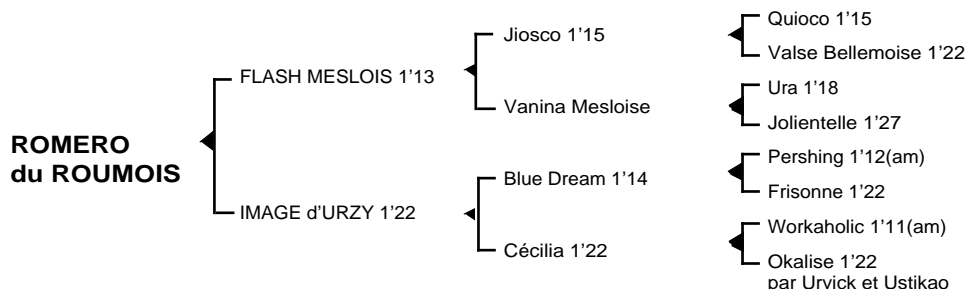 ROMERO
du ROUMOIS
FLASH MESLOIS 1’13
IMAGE d’URZY 1’22
Jiosco 1’15
Vanina Mesloise
Blue Dream 1’14
Cécilia 1’22
Quioco 1’15
Valse Bellemoise 1’22
Ura 1’18
Jolientelle 1’27
Pershing 1’12(am)
Frisonne 1’22
Workaholic 1’11(am)
Okalise 1’22
par Uryick et Ustikao